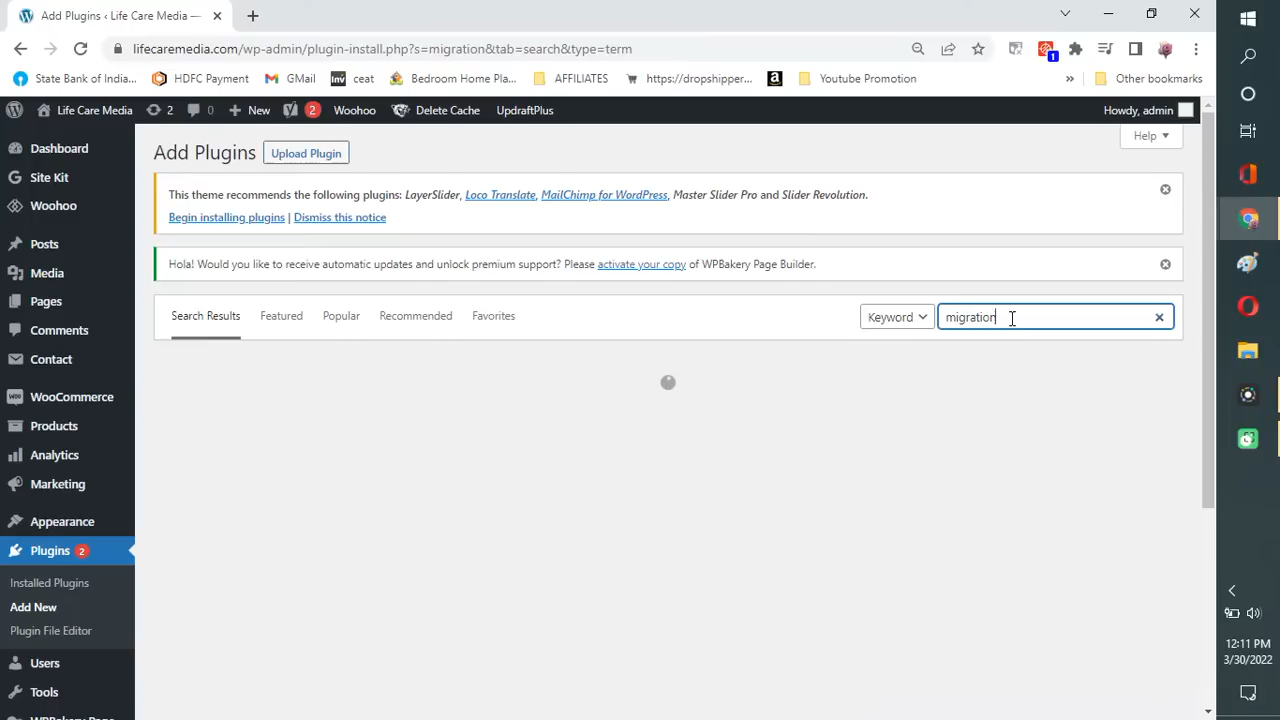 Add Plugins ‹ Life Care Media —
lifecaremedia.com/wp-admin/plugin-install.php?s=migration&tab=search&type=term
1
State Bank of India...
HDFC Payment
GMail
Inv
ceat
Bedroom Home Pla...
AFFILIATES
https://dropshipper...
a
Youtube Promotion
»
Other bookmarks
Life Care Media
2
0
New
2
Woohoo
Delete Cache
UpdraftPlus
Howdy, admin
Dashboard
Site Kit
Woohoo
Posts
Media
Pages
Comments
Contact
WooCommerce
Products
Analytics
Marketing
Appearance
Plugins 2
Installed Plugins
Add New
Plugin File Editor
Users
Tools
WPBakery Page
Help
Add Plugins
Upload Plugin
This theme recommends the following plugins: LayerSlider, Loco Translate, MailChimp for WordPress, Master Slider Pro and Slider Revolution.
Begin installing plugins | Dismiss this notice
Hola! Would you like to receive automatic updates and unlock premium support? Please activate your copy of WPBakery Page Builder.
Search Results
Featured
Popular
Recommended
Favorites
Keyword
migration
12:11 PM
3/30/2022